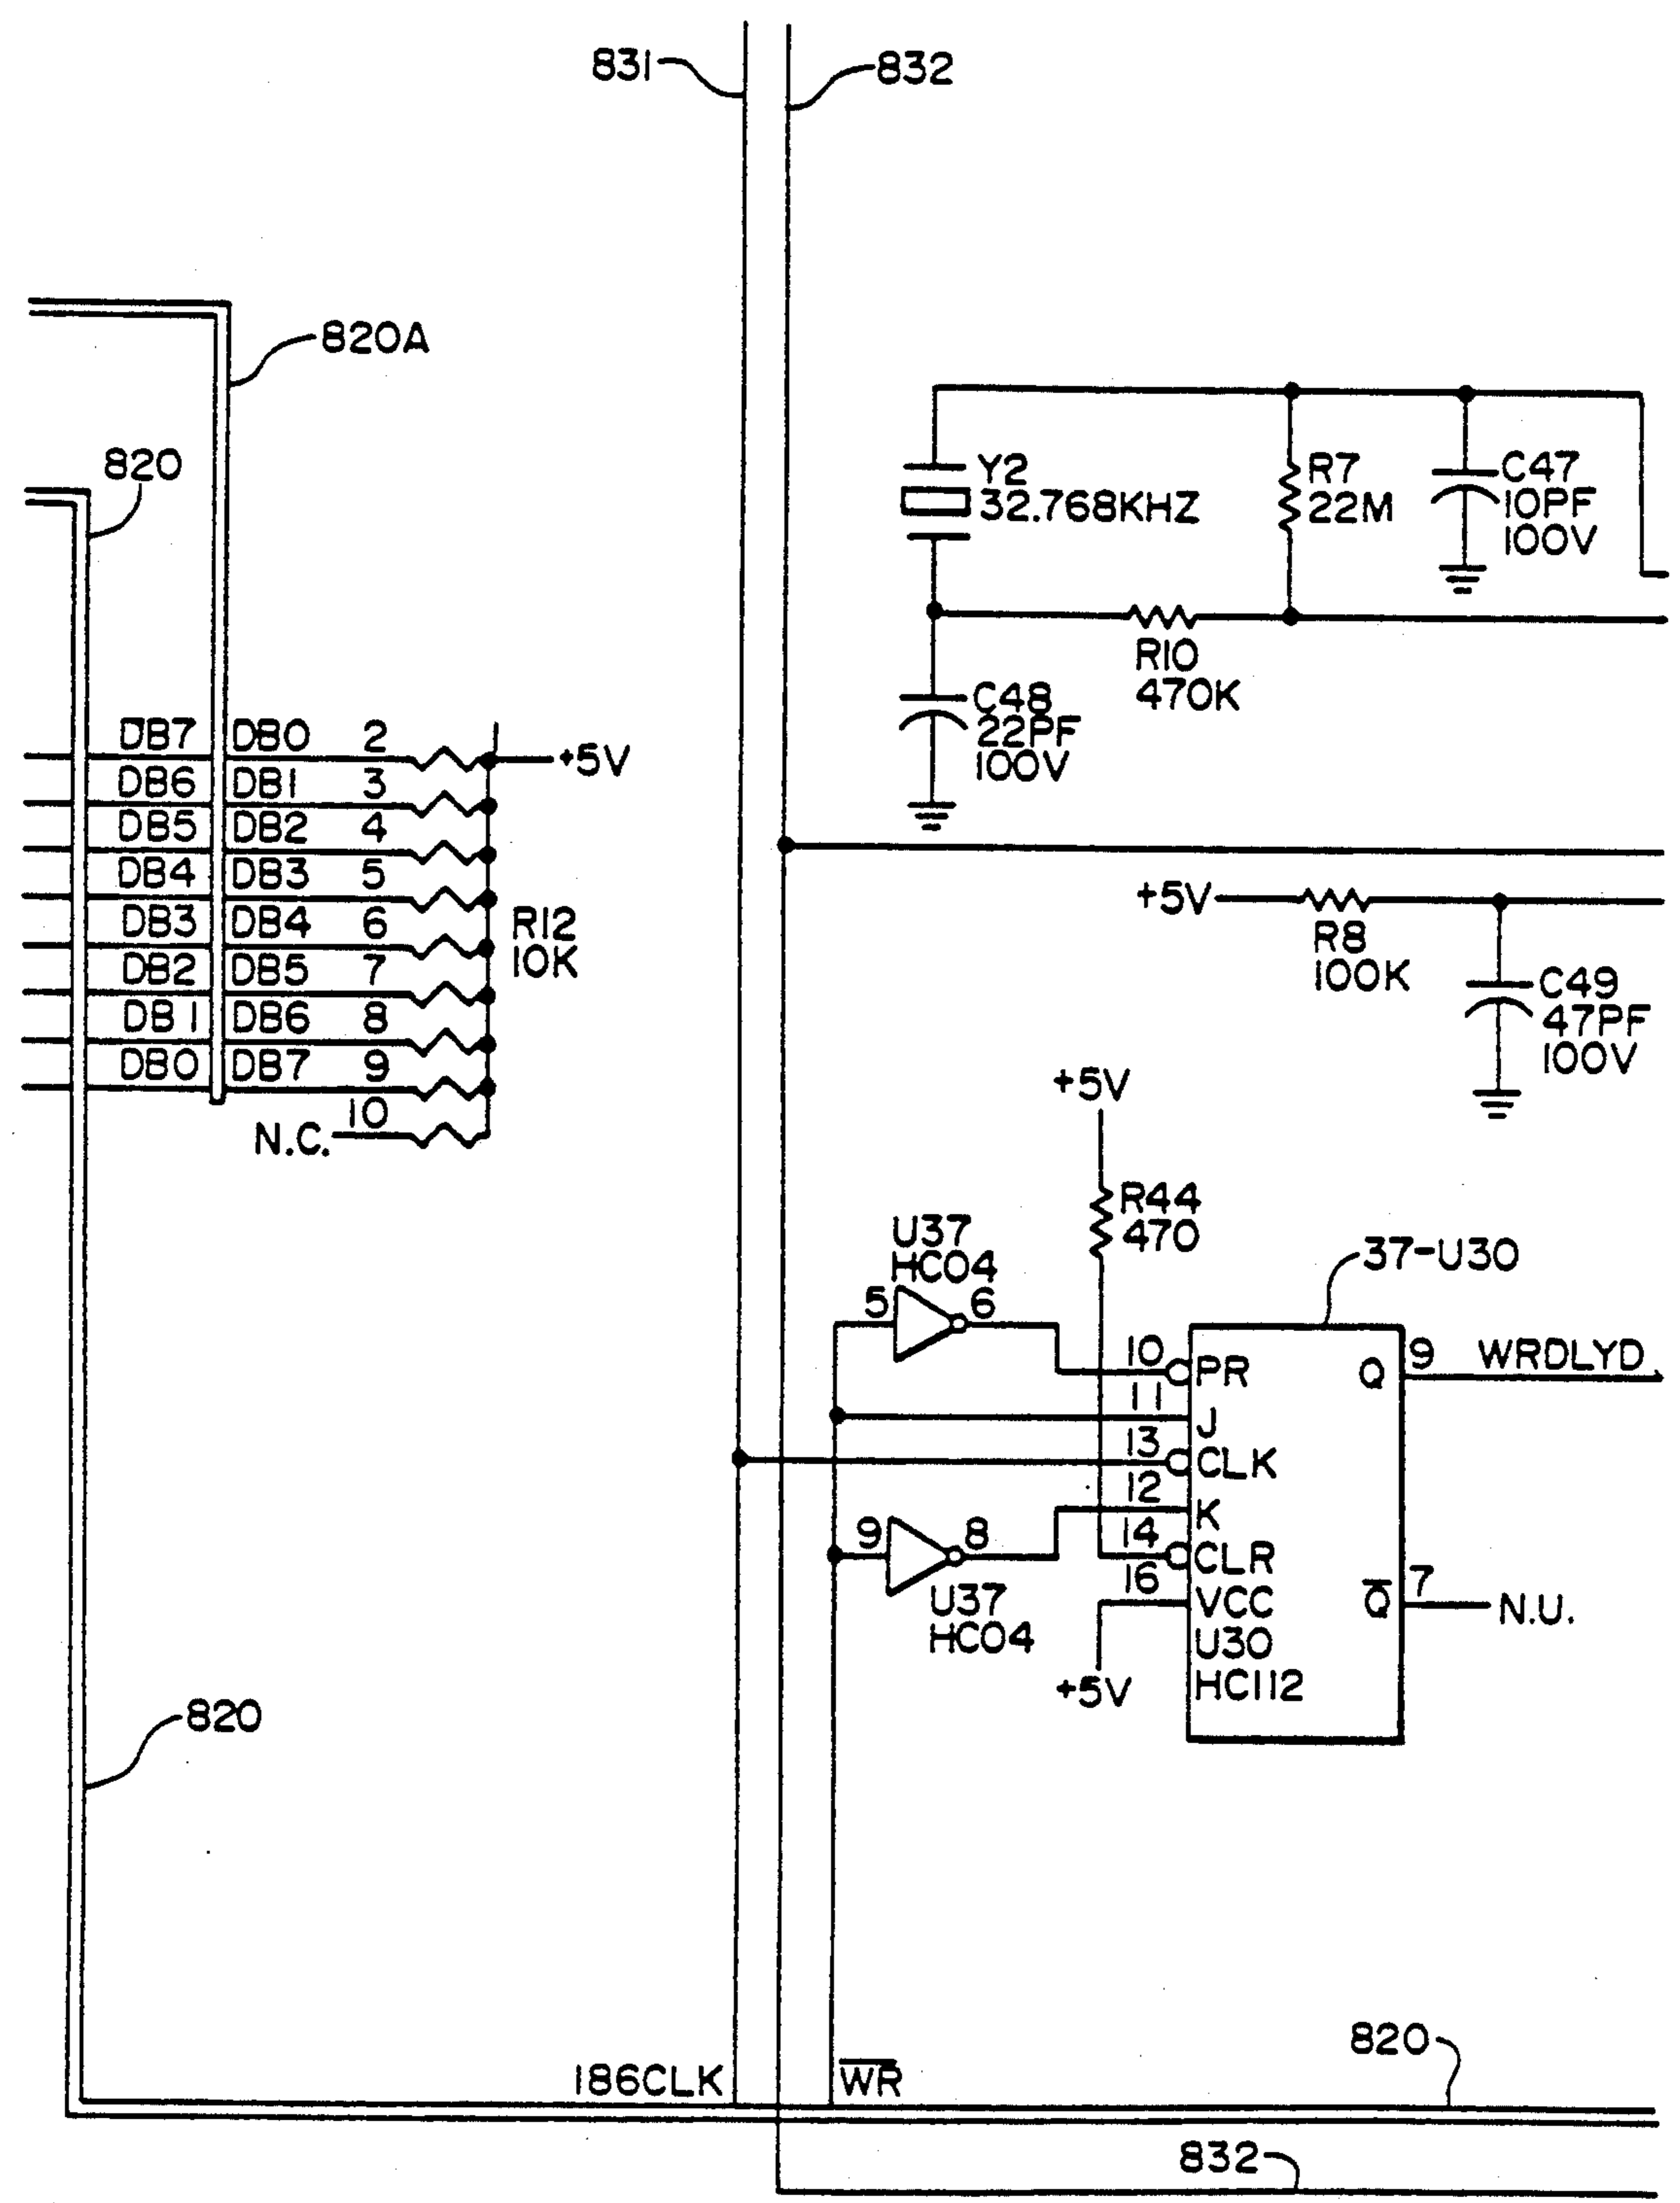 831
832
820A
820
Y2
32.768KHZ
R7
22M
C47
10PF
100V
R10
470K
C48
22PF
100V
DB7 DB0 2
+5V
DB6 DB1 3
DB5 DB2 4
DB4 DB3 5
DB3 DB4 6
DB2 DB5 7
DB1 DB6 8
DB0 DB7 9
N.C. 10
R12
10K
+5V
R8
100K
C49
47PF
100V
+5V
R44
470
U37
HC04
5 6
37-U30
10 PR
11 J
13 CLK
12 K
14 CLR
16 VCC
U30
HC112
Q 9 WRDLYD
Q̅ 7 N.U.
9 8
U37
HC04
+5V
820
186CLK
W̅R̅
820
832